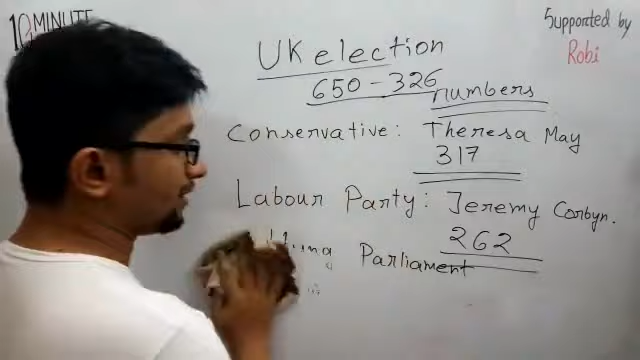 10 MINUTE
Supported by
Robi
UK election
650 - 326
numbers
Conservative: Theresa May
317
Labour Party: Jeremy Corbyn.
262
Hung Parliament